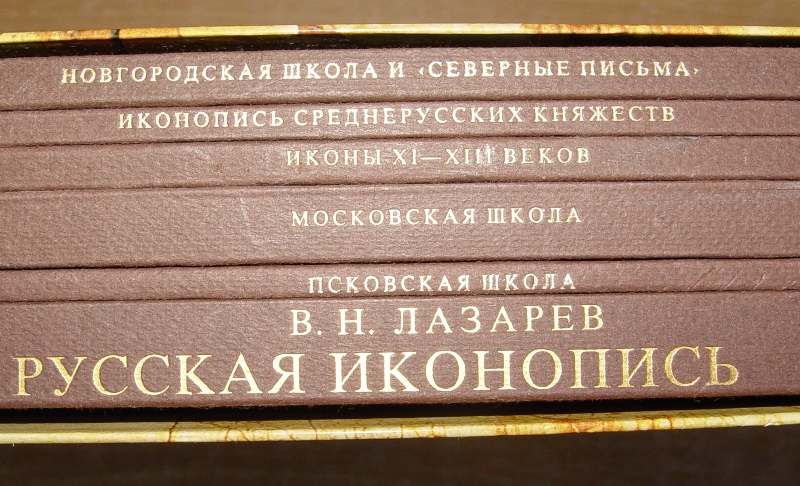 НОВГОРОДСКАЯ ШКОЛА И ‹СЕВЕРНЫЕ ПИСЬМА›
ИКОНОПИСЬ СРЕДНЕРУССКИХ КНЯЖЕСТВ
ИКОНЫ XI—XIII ВЕКОВ
МОСКОВСКАЯ ШКОЛА
ПСКОВСКАЯ ШКОЛА
В. Н. ЛАЗАРЕВ
РУССКАЯ ИКОНОПИСЬ